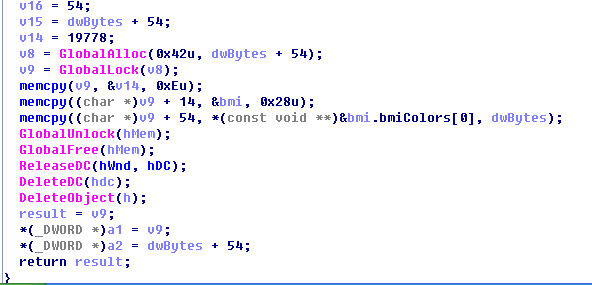 v16 = 54;
v15 = dwBytes + 54;
v14 = 19778;
v8 = GlobalAlloc(0x42u, dwBytes + 54);
v9 = GlobalLock(v8);
memcpy(v9, &v14, 0xEu);
memcpy((char *)v9 + 14, &bmi, 0x28u);
memcpy((char *)v9 + 54, *(const void **)&bmi.bmiColors[0], dwBytes);
GlobalUnlock(hMem);
GlobalFree(hMem);
ReleaseDC(hWnd, hDC);
DeleteDC(hdc);
DeleteObject(h);
result = v9;
*(_DWORD *)a1 = v9;
*(_DWORD *)a2 = dwBytes + 54;
return result;
}